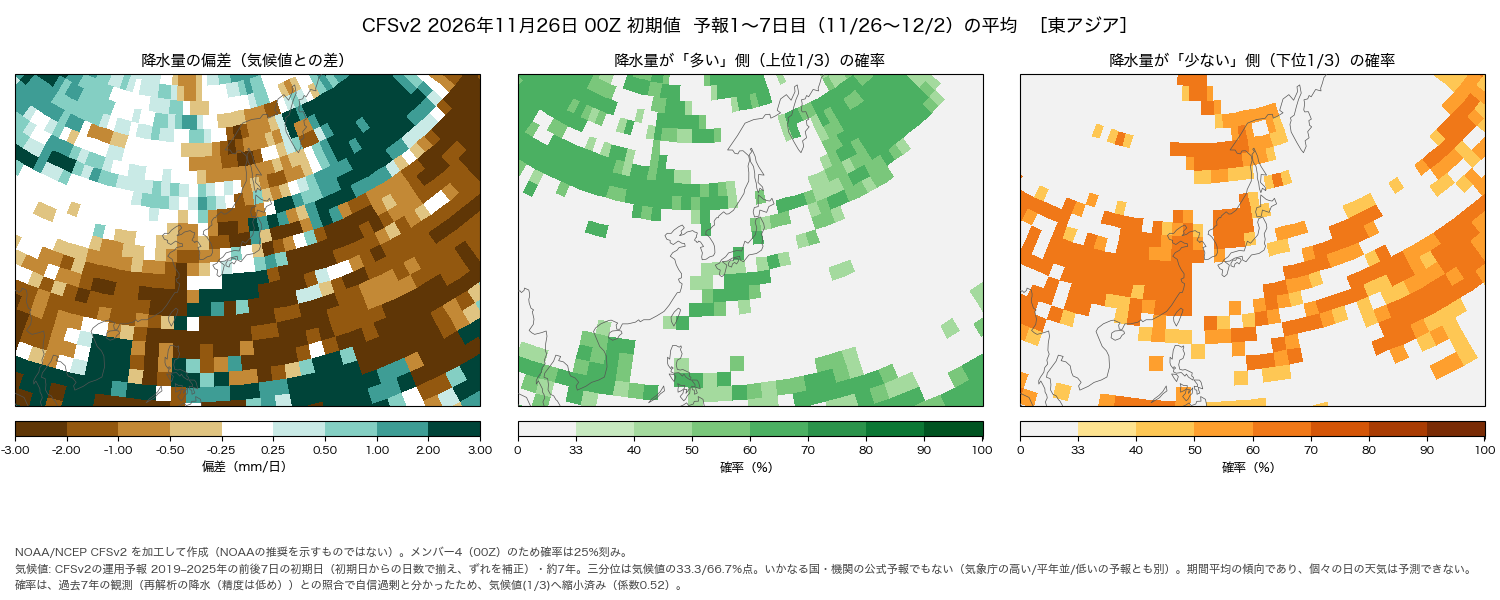 CFSv2 2026年11月26日 00Z 初期値 予報1～7日目（11/26～12/2）の平均 ［東アジア］
降水量の偏差（気候値との差）
降水量が「多い」側（上位1/3）の確率
降水量が「少ない」側（下位1/3）の確率
-3.00 -2.00 -1.00 -0.50 -0.25 0.25 0.50 1.00 2.00 3.00
偏差（mm/日）
0 33 40 50 60 70 80 90 100
確率（%）
0 33 40 50 60 70 80 90 100
確率（%）
NOAA/NCEP CFSv2 を加工して作成（NOAAの推奨を示すものではない）。メンバー4（00Z）のため確率は25%刻み。
気候値: CFSv2の運用予報 2019–2025年の前後7日の初期日（初期日からの日数で揃え、ずれを補正）・約7年。三分位は気候値の33.3/66.7%点。いかなる国・機関の公式予報でもない（気象庁の高い/平年並/低いの予報とも別）。期間平均の傾向であり、個々の日の天気は予測できない。
確率は、過去7年の観測（再解析の降水（精度は低め））との照合で自信過剰と分かったため、気候値(1/3)へ縮小済み（係数0.52）。